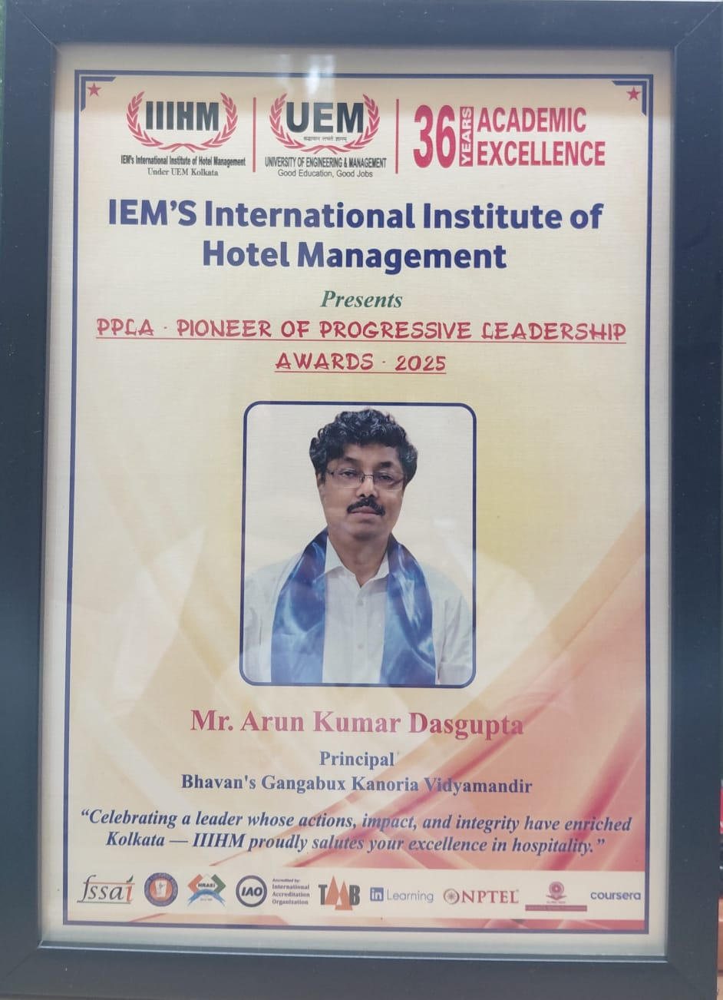 IIIHM
IEM's International Institute of Hotel Management
Under UEM Kolkata
UEM
UNIVERSITY OF ENGINEERING & MANAGEMENT
Good Education, Good Jobs
36 YEARS ACADEMIC EXCELLENCE
IEM'S International Institute of
Hotel Management
Presents
PPLA - PIONEER OF PROGRESSIVE LEADERSHIP
AWARDS - 2025
Mr. Arun Kumar Dasgupta
Principal
Bhavan's Gangabux Kanoria Vidyamandir
“Celebrating a leader whose actions, impact, and integrity have enriched
Kolkata — IIIHM proudly salutes your excellence in hospitality.”
fssai
HRAEI
IAO
Accredited by:
International
Accreditation
Organization
TAAB
in Learning
NPTEL
coursera